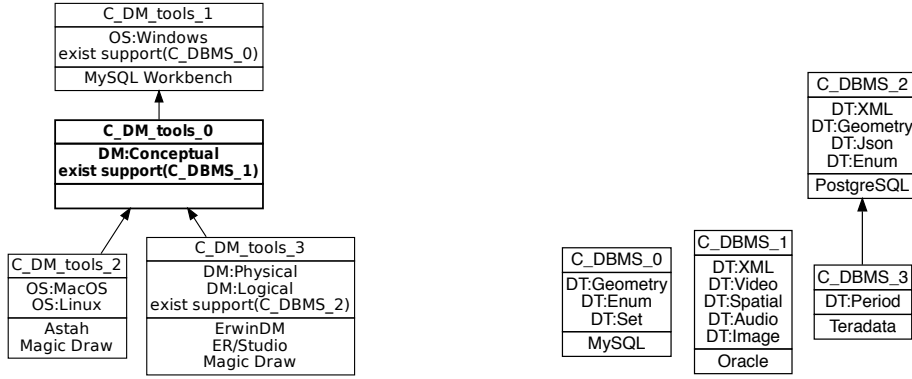 C_DM_tools_1
OS:Windows
exist support(C_DBMS_0)
MySQL Workbench
C_DM_tools_0
DM:Conceptual
exist support(C_DBMS_1)
C_DM_tools_2
OS:MacOS
OS:Linux
Astah
Magic Draw
C_DM_tools_3
DM:Physical
DM:Logical
exist support(C_DBMS_2)
ErwinDM
ER/Studio
Magic Draw
C_DBMS_0
DT:Geometry
DT:Enum
DT:Set
MySQL
C_DBMS_1
DT:XML
DT:Video
DT:Spatial
DT:Audio
DT:Image
Oracle
C_DBMS_2
DT:XML
DT:Geometry
DT:Json
DT:Enum
PostgreSQL
C_DBMS_3
DT:Period
Teradata